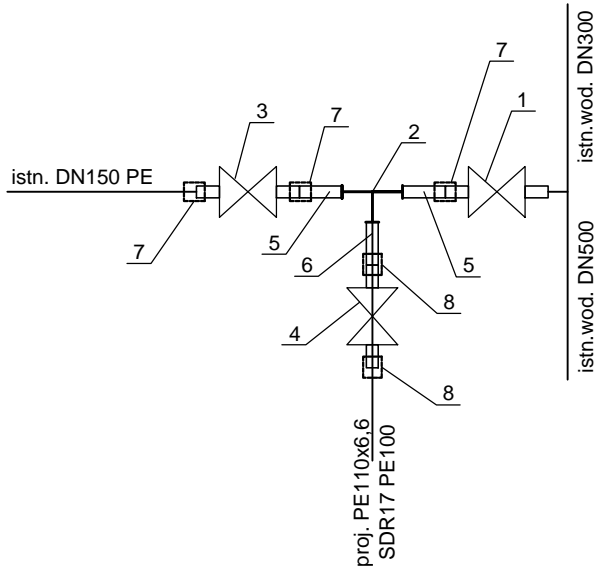 istn.wod. DN300
7
1
7
3
2
istn. DN150 PE
5
5
7
6
8
istn.wod. DN500
4
8
proj. PE110x6,6
SDR17 PE100